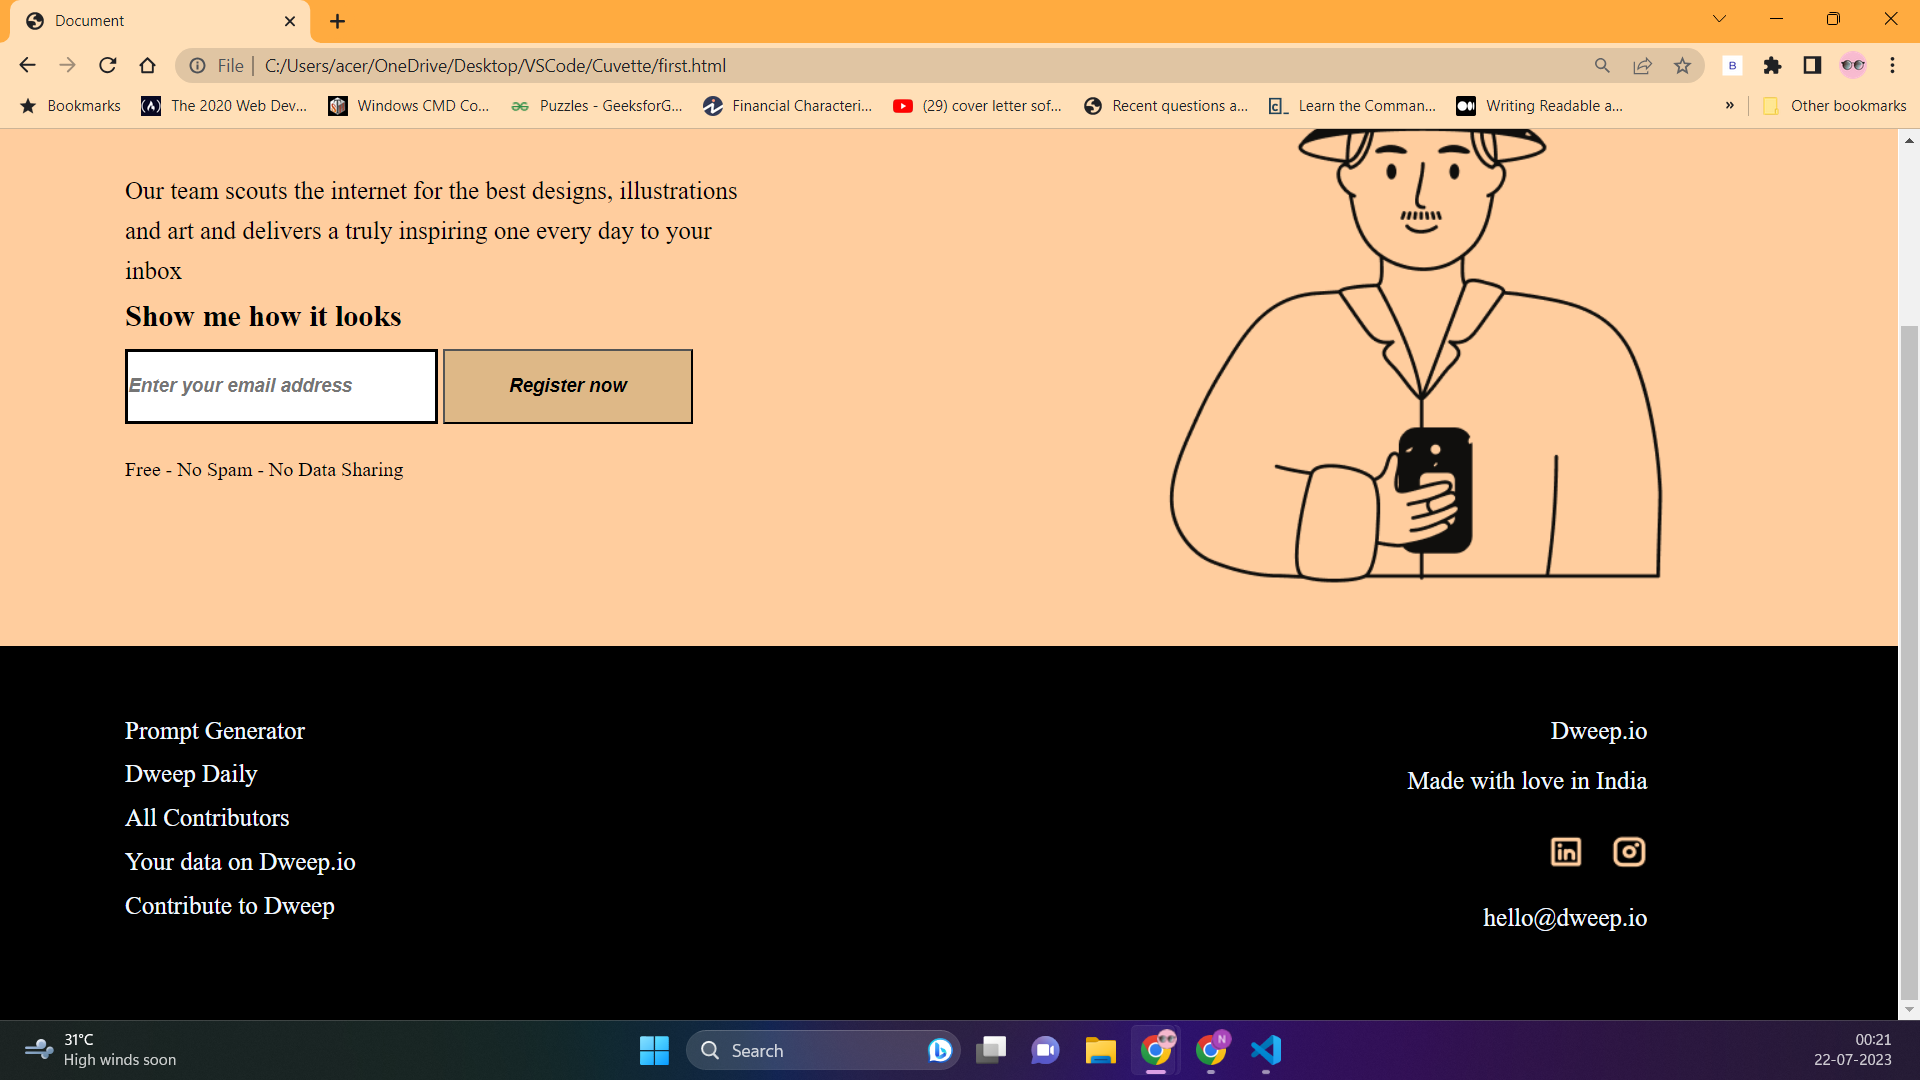 Document
File
C:/Users/acer/OneDrive/Desktop/VSCode/Cuvette/first.html
B
Bookmarks
The 2020 Web Dev...
Windows CMD Co...
Puzzles - GeeksforG...
Financial Characteri...
(29) cover letter sof...
Recent questions a...
Learn the Comman...
Writing Readable a...
»
Other bookmarks
Our team scouts the internet for the best designs, illustrations
and art and delivers a truly inspiring one every day to your
inbox
Show me how it looks
Enter your email address
Register now
Free - No Spam - No Data Sharing
Prompt Generator
Dweep Daily
All Contributors
Your data on Dweep.io
Contribute to Dweep
Dweep.io
Made with love in India
in
hello@dweep.io
31°C
High winds soon
Search
N
00:21
22-07-2023